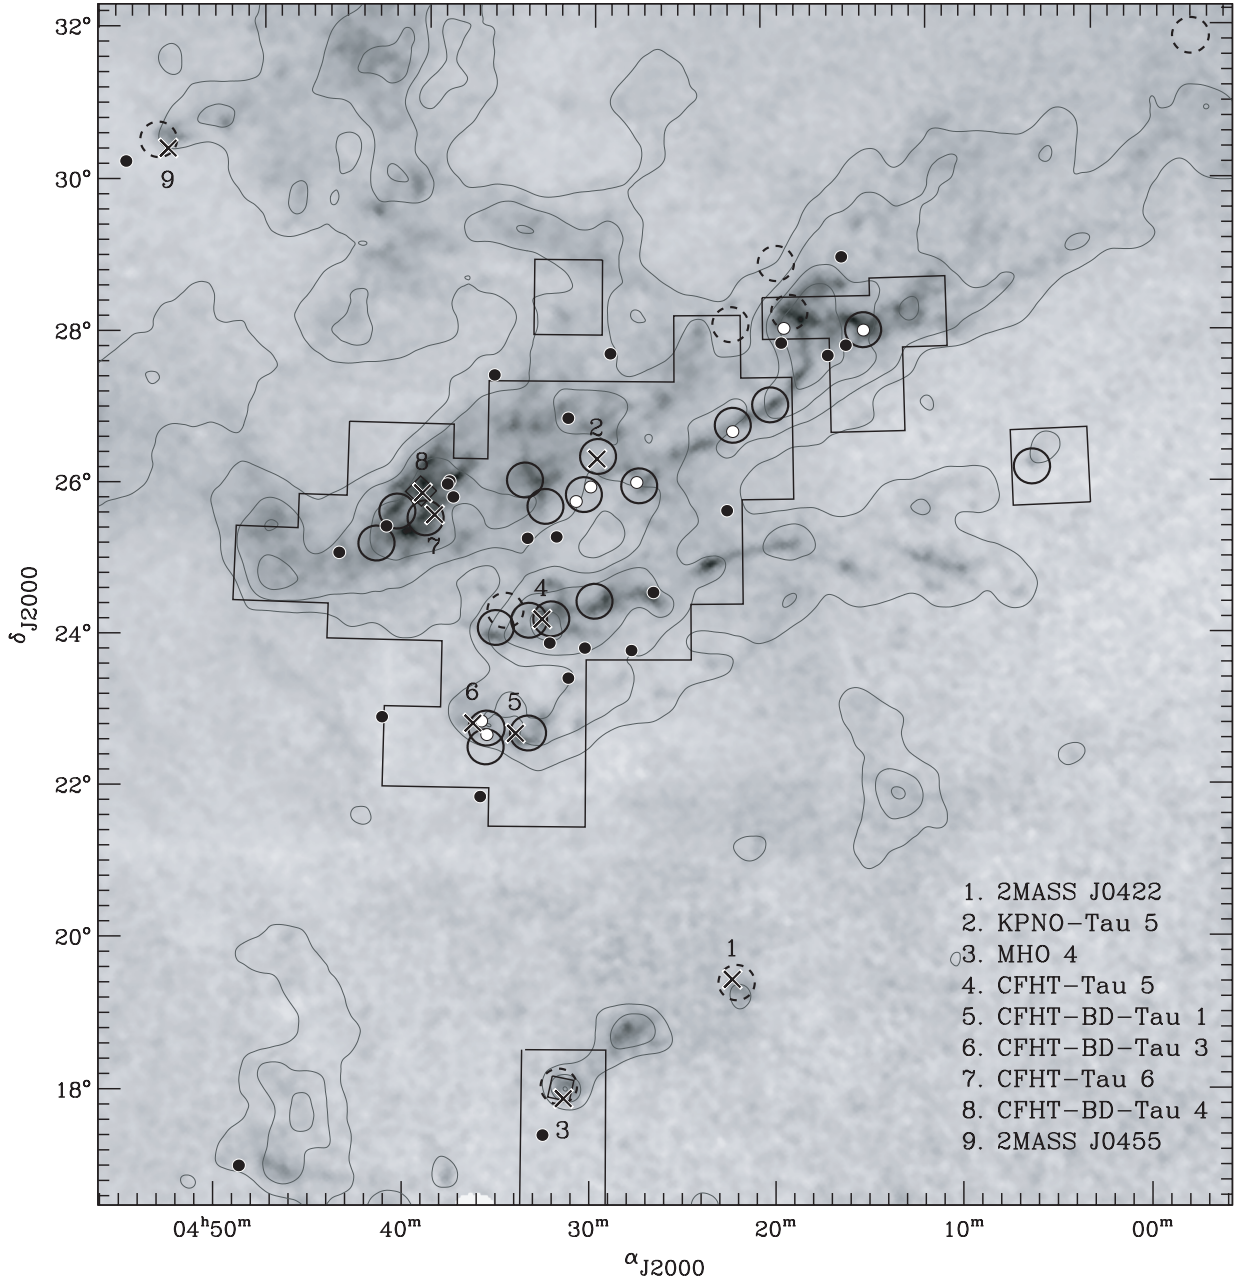 32°
30°
28°
26°
24°
22°
20°
18°
δJ2000
9
2
8
7
4
6
5
1
3
1. 2MASS J0422
2. KPNO-Tau 5
3. MHO 4
4. CFHT-Tau 5
5. CFHT-BD-Tau 1
6. CFHT-BD-Tau 3
7. CFHT-Tau 6
8. CFHT-BD-Tau 4
9. 2MASS J0455
04h50m 40m 30m 20m 10m 00m
αJ2000